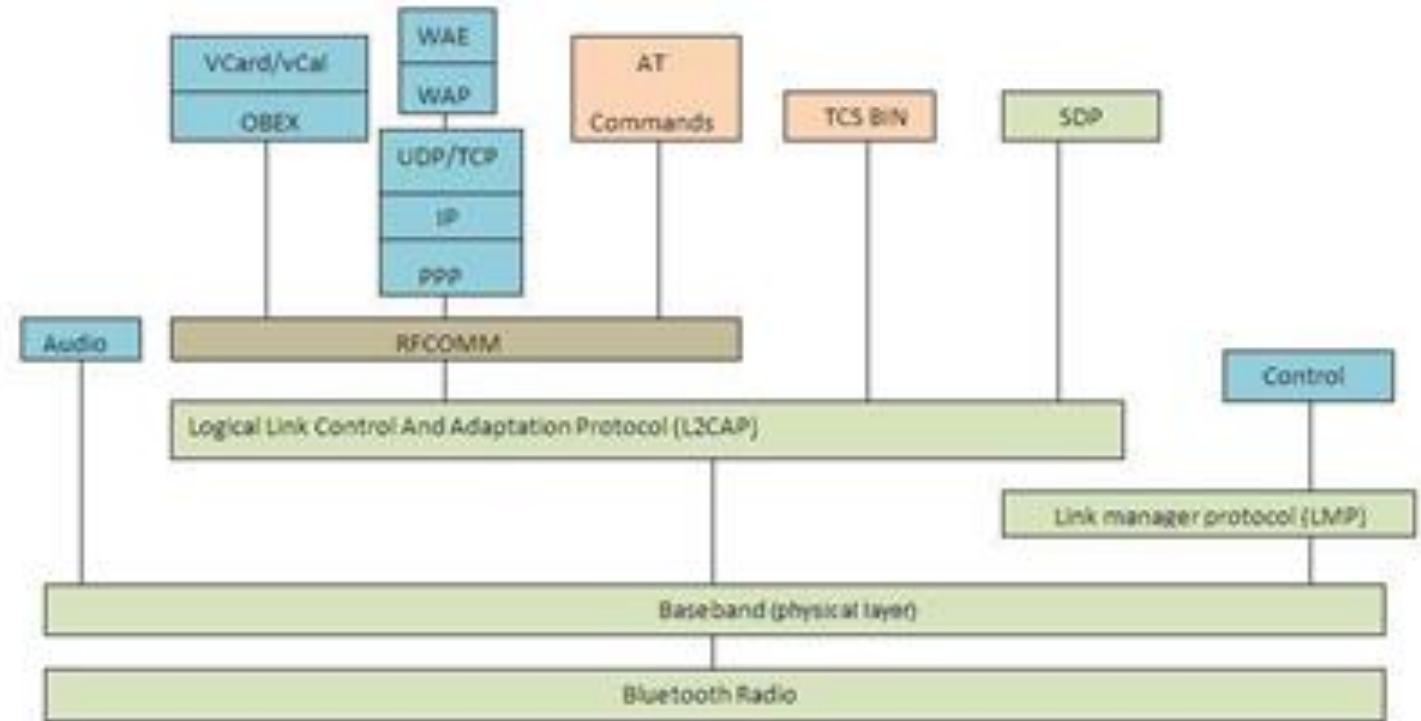 WAE
VCard/vCal
AT
WAP
OBEX
Commands
TCS BIN
SDP
UDP/TCP
IP
PPP
Audio
RFCOMM
Control
Logical Link Control And Adaptation Protocol (L2CAP)
Link manager protocol (LMP)
Baseband (physical layer)
Bluetooth Radio